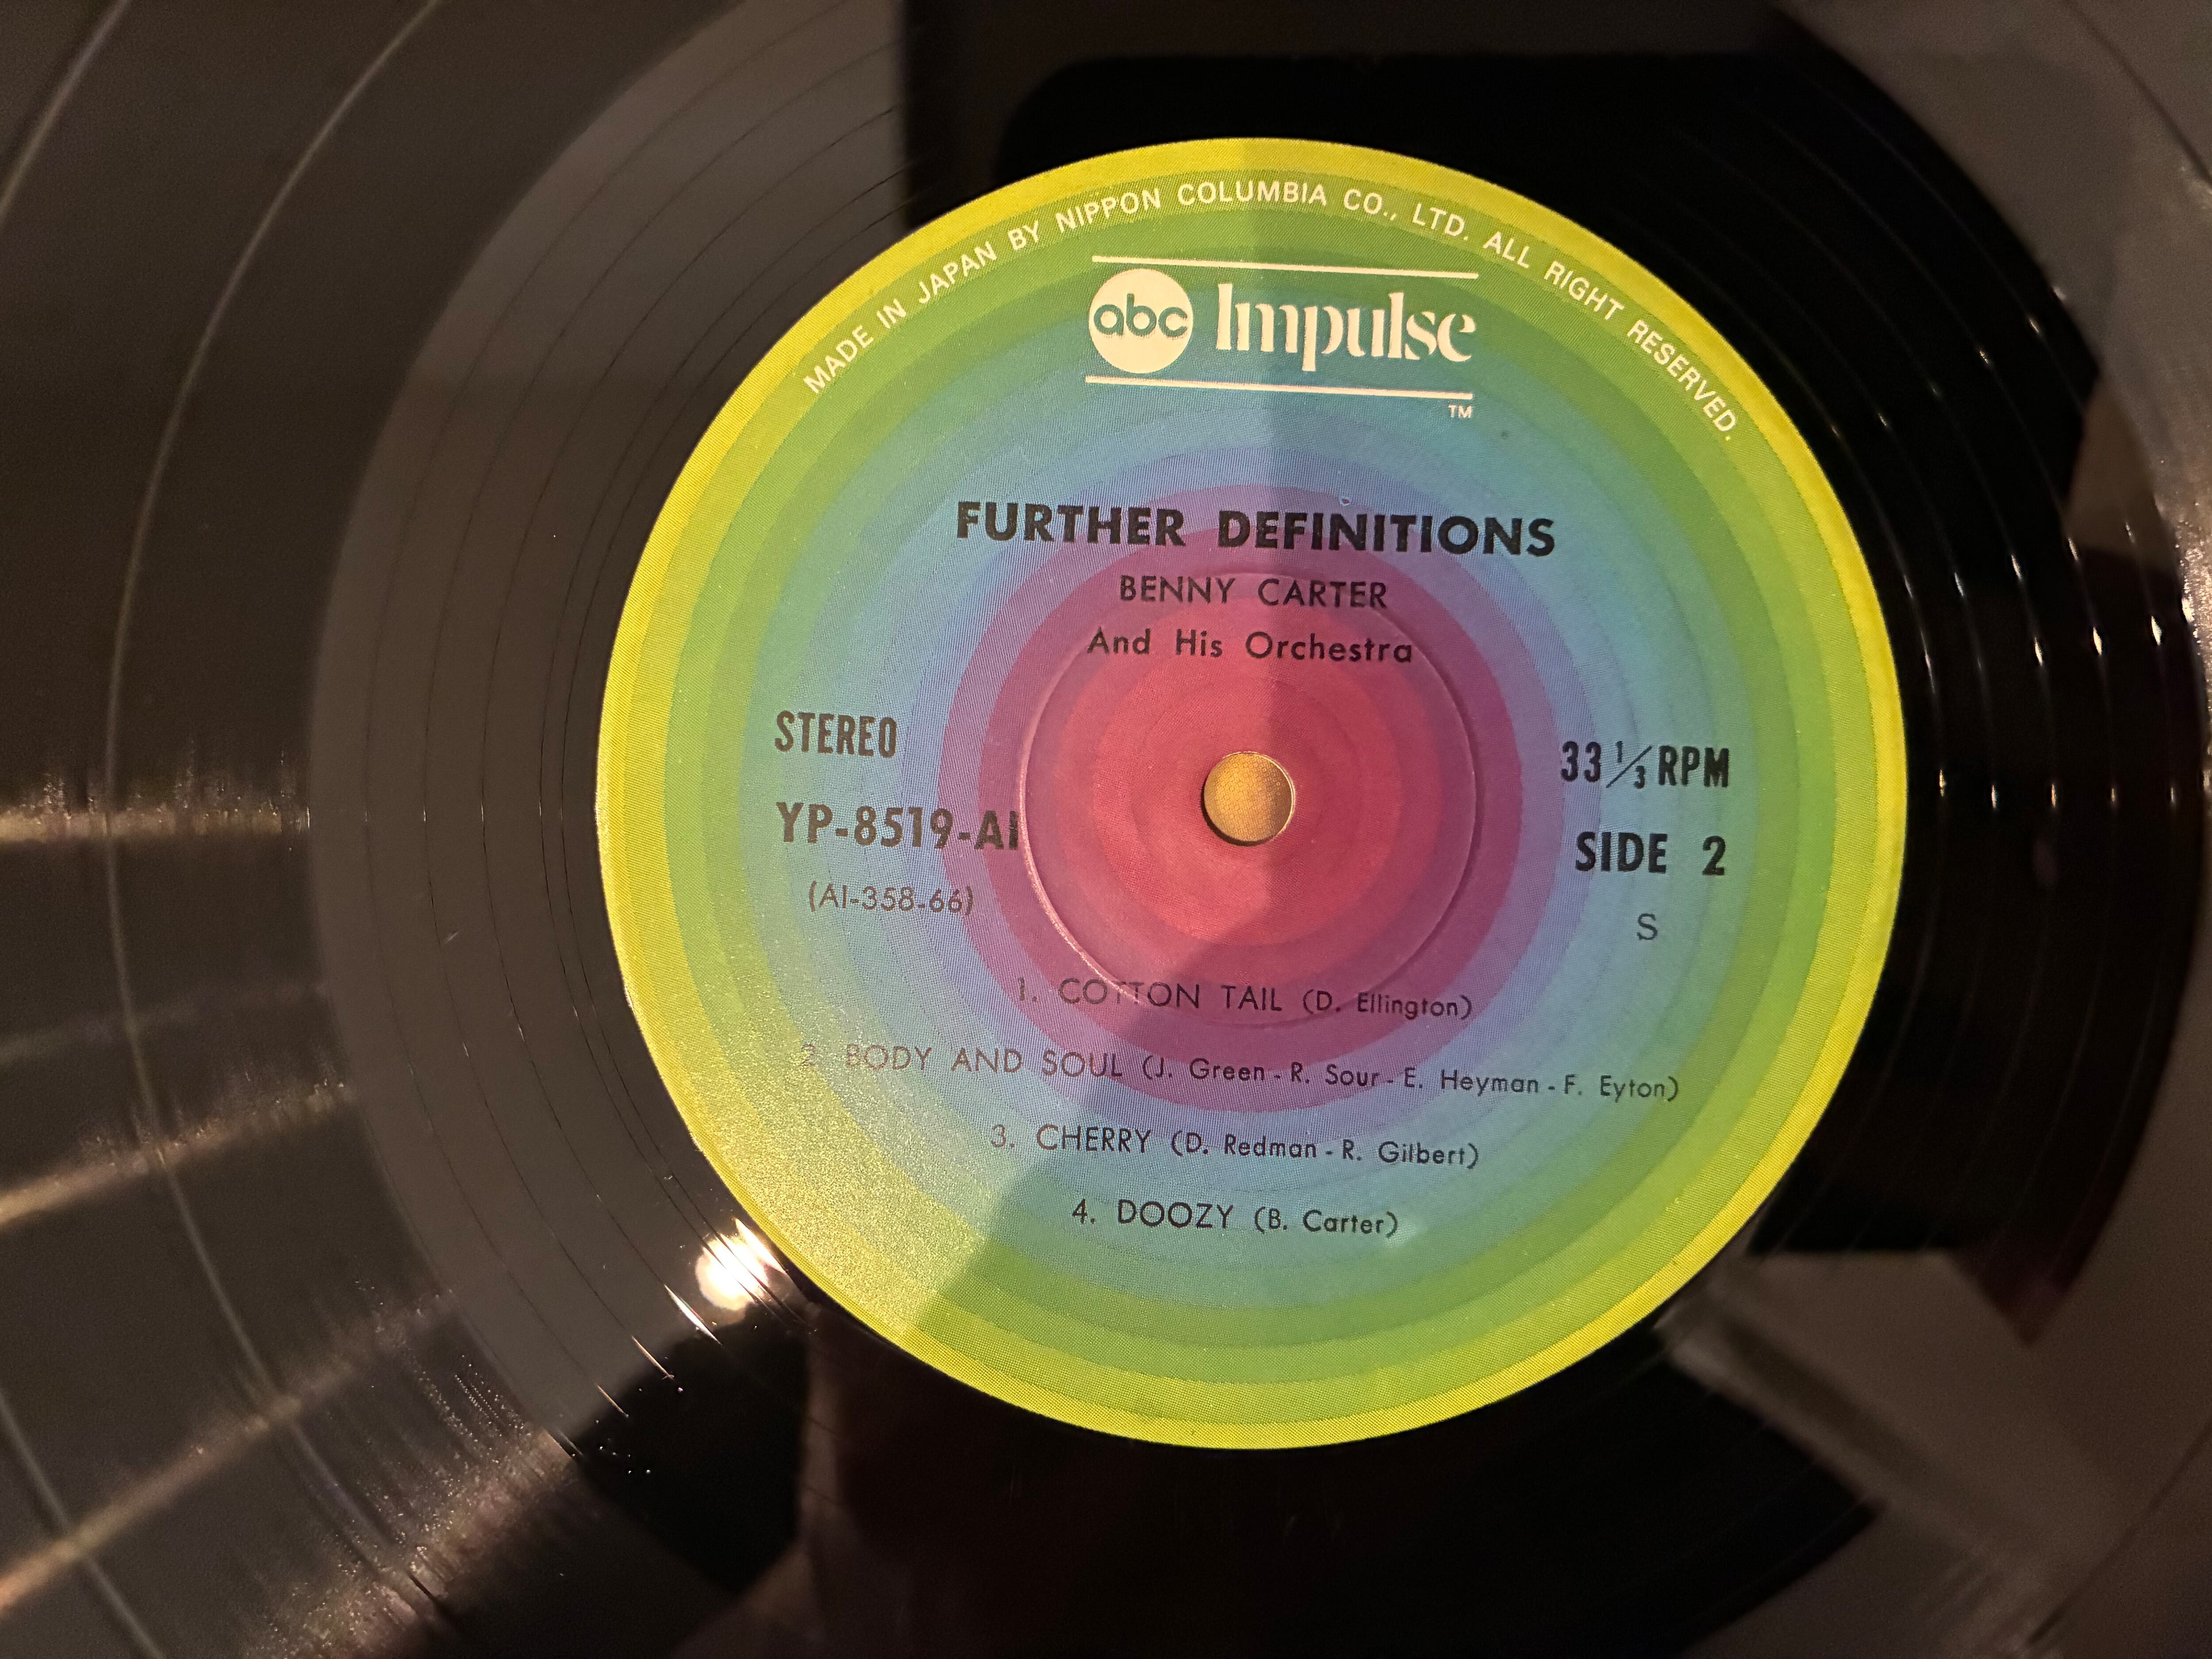 MADE IN JAPAN BY NIPPON COLUMBIA CO., LTD. ALL RIGHT RESERVED.
abc Impulse
TM
FURTHER DEFINITIONS
BENNY CARTER
And His Orchestra
STEREO
33 1/3 RPM
YP-8519-AI
SIDE 2
(AI-358-66)
S
1. COTTON TAIL (D. Ellington)
2. BODY AND SOUL (J. Green - R. Sour - E. Heyman - F. Eyton)
3. CHERRY (D. Redman - R. Gilbert)
4. DOOZY (B. Carter)